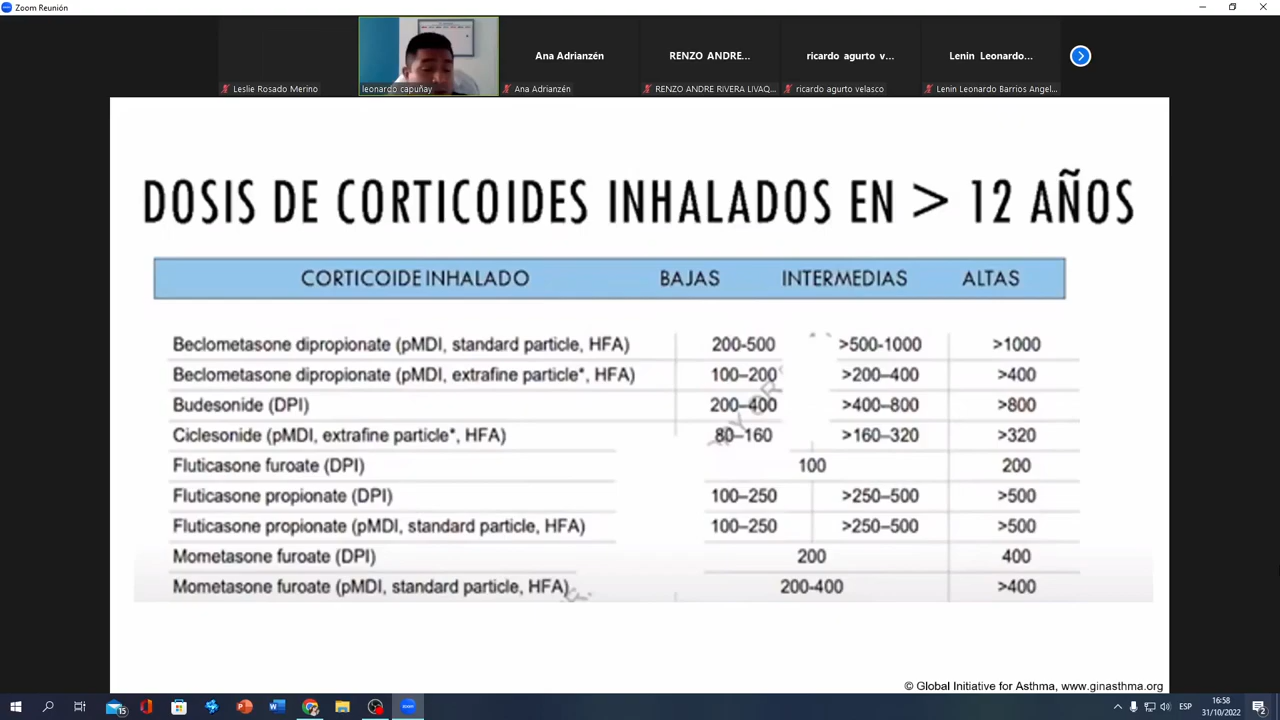 Zoom Reunión
Ana Adrianzén
RENZO ANDRE...
ricardo agurto v...
Lenin Leonardo...
Leslie Rosado Merino
leonardo capuñay
Ana Adrianzén
RENZO ANDRE RIVERA LIVAQ...
ricardo agurto velasco
Lenin Leonardo Barrios Angel...
DOSIS DE CORTICOIDES INHALADOS EN > 12 AÑOS
CORTICOIDE INHALADO BAJAS INTERMEDIAS ALTAS
Beclometasone dipropionate (pMDI, standard particle, HFA) 200-500 >500-1000 >1000
Beclometasone dipropionate (pMDI, extrafine particle*, HFA) 100–200 >200–400 >400
Budesonide (DPI) 200–400 >400–800 >800
Ciclesonide (pMDI, extrafine particle*, HFA) 80–160 >160–320 >320
Fluticasone furoate (DPI) 100 200
Fluticasone propionate (DPI) 100–250 >250–500 >500
Fluticasone propionate (pMDI, standard particle, HFA) 100–250 >250–500 >500
Mometasone furoate (DPI) 200 400
Mometasone furoate (pMDI, standard particle, HFA) 200-400 >400
© Global Initiative for Asthma, www.ginasthma.org
15
ESP
16:58
31/10/2022
2